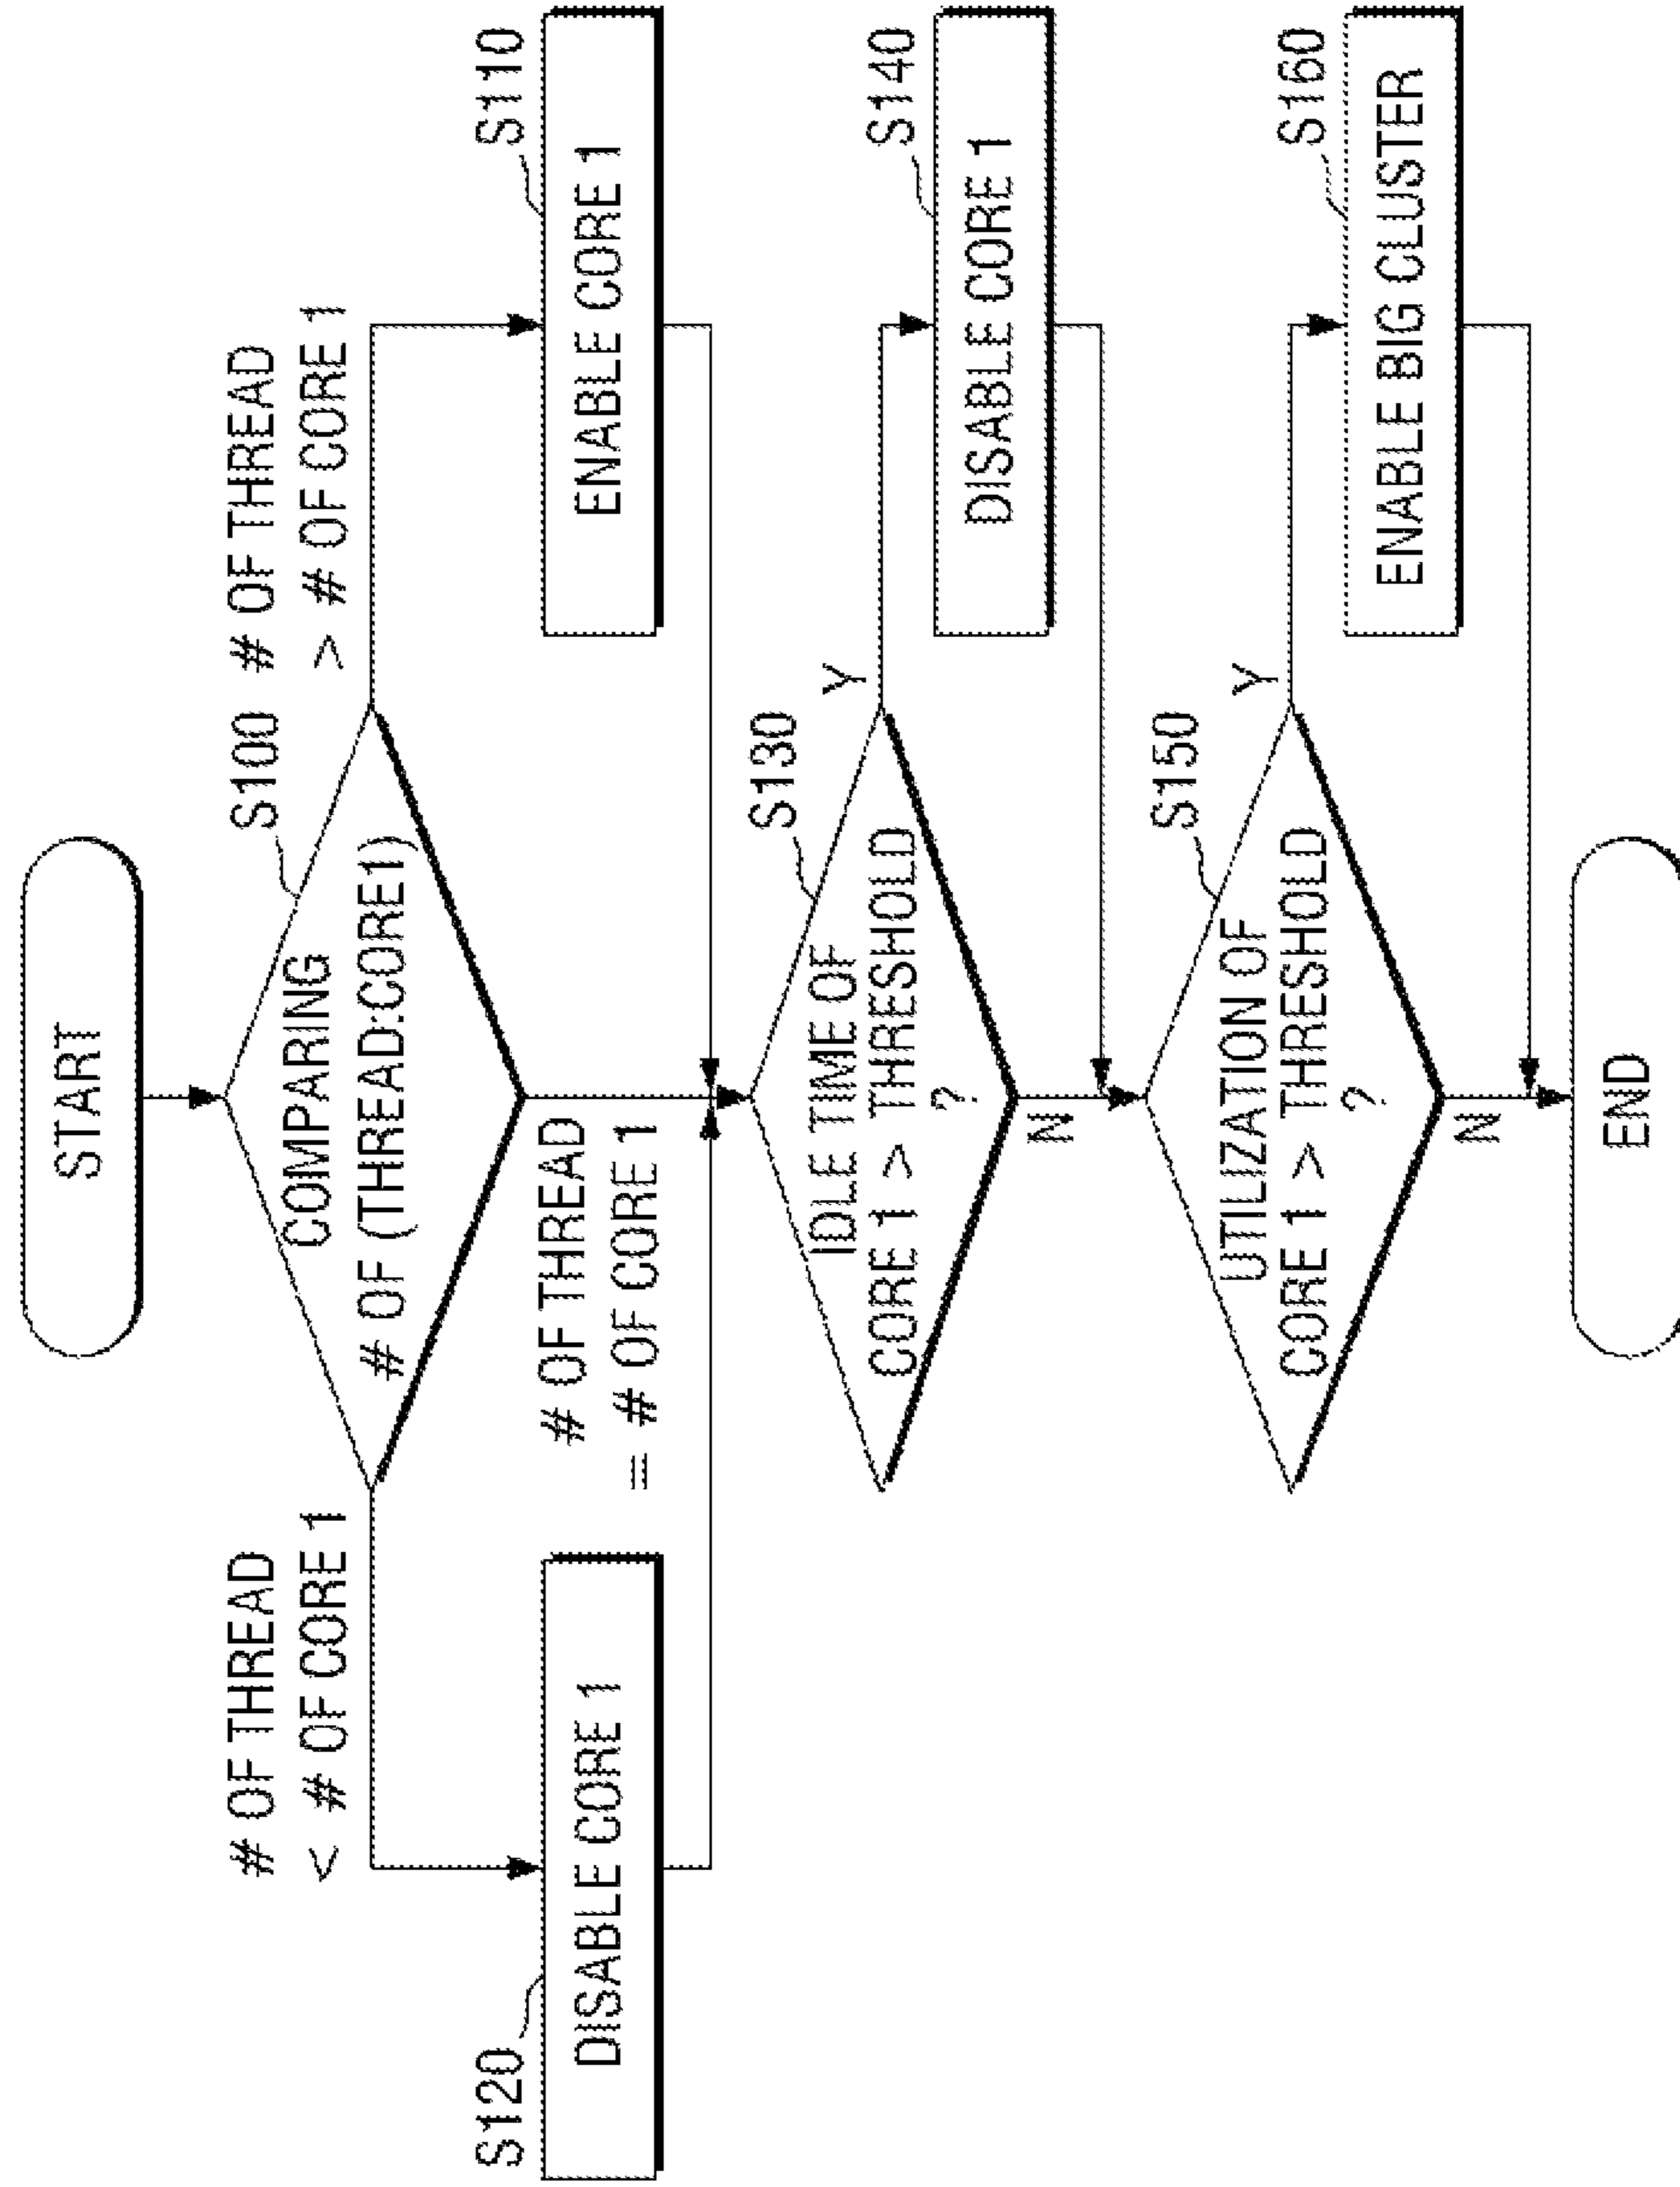 START
S100
COMPARING
# OF (THREAD:CORE1)
# OF THREAD
< # OF CORE 1
# OF THREAD
> # OF CORE 1
S120
DISABLE CORE 1
# OF THREAD
= # OF CORE 1
S110
ENABLE CORE 1
S130
IDLE TIME OF
CORE 1 > THRESHOLD
?
Y
N
S140
DISABLE CORE 1
S150
UTILIZATION OF
CORE 1 > THRESHOLD
?
Y
N
S160
ENABLE BIG CLUSTER
END